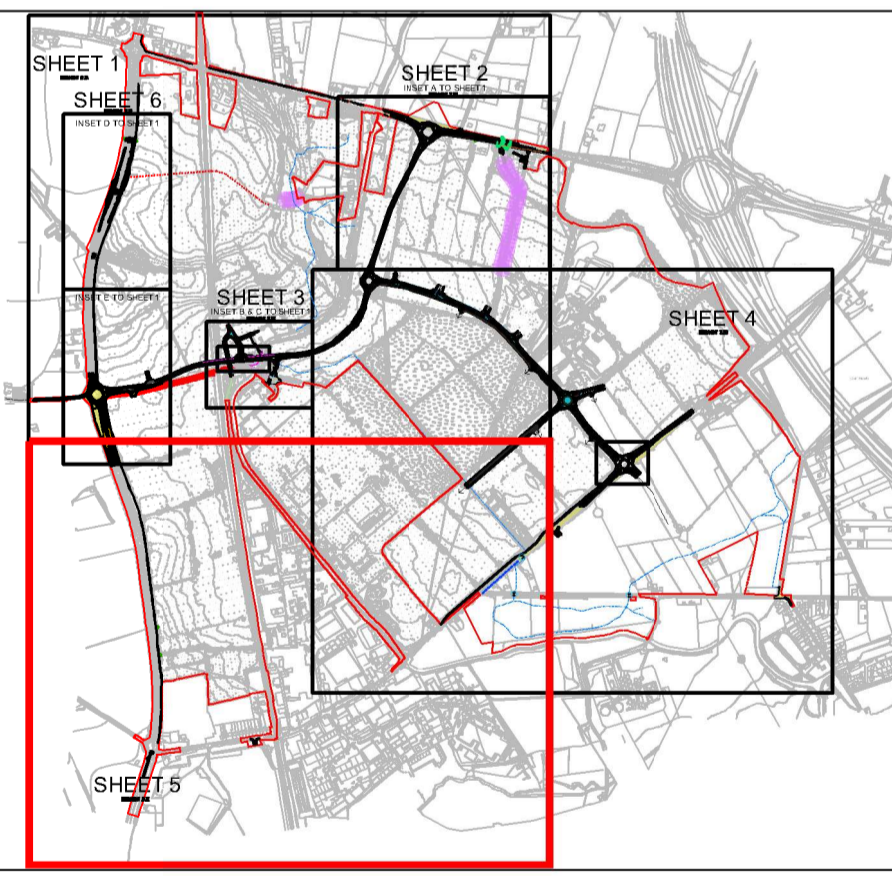 SHEET 1
SHEET 2
INSET A TO SHEET 1
SHEET 6
INSET D TO SHEET 1
INSET E TO SHEET 1
SHEET 3
INSET B & C TO SHEET 1
SHEET 4
SHEET 5